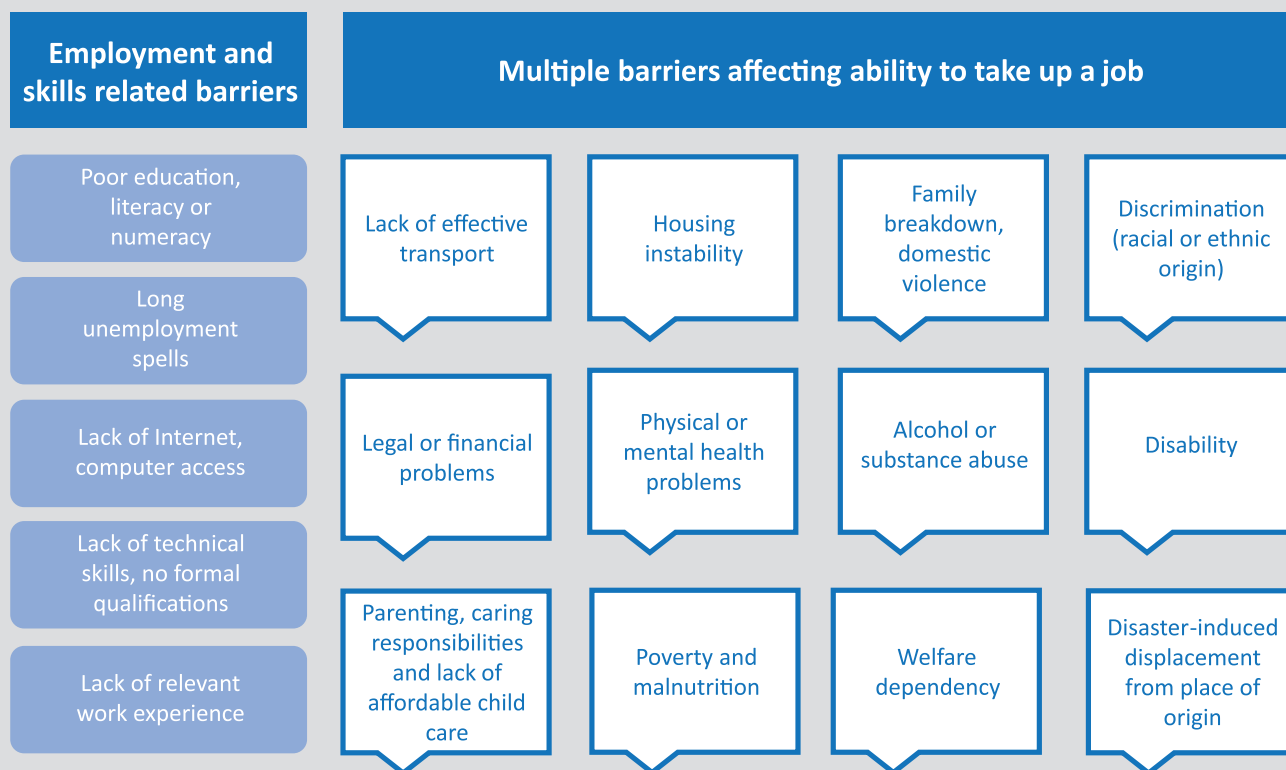 Employment and
skills related barriers
Multiple barriers affecting ability to take up a job
Poor education,
literacy or
numeracy
Long
unemployment
spells
Lack of Internet,
computer access
Lack of technical
skills, no formal
qualifications
Lack of relevant
work experience
Lack of effective
transport
Housing
instability
Family
breakdown,
domestic
violence
Discrimination
(racial or ethnic
origin)
Legal or financial
problems
Physical or
mental health
problems
Alcohol or
substance abuse
Disability
Parenting, caring
responsibilities
and lack of
affordable child
care
Poverty and
malnutrition
Welfare
dependency
Disaster-induced
displacement
from place of
origin